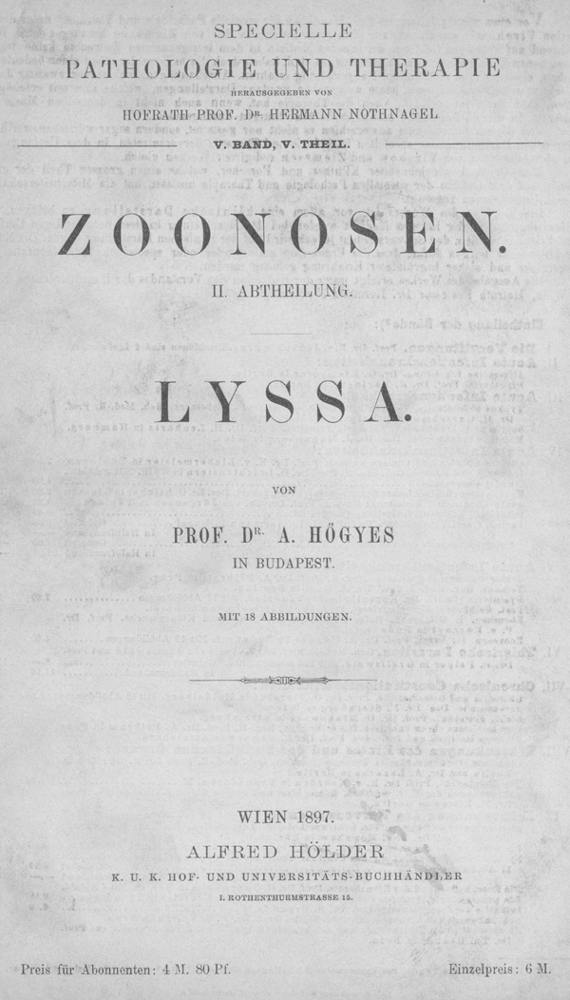 SPECIELLE
PATHOLOGIE UND THERAPIE
HERAUSGEGEBEN VON
HOFRATH PROF. DR. HERMANN NOTHNAGEL
V. BAND, V. THEIL.
ZOONOSEN.
II. ABTHEILUNG.
LYSSA.
VON
PROF. DR. A. HŐGYES
IN BUDAPEST.
MIT 18 ABBILDUNGEN.
WIEN 1897.
ALFRED HÖLDER
K. U. K. HOF- UND UNIVERSITÄTS-BUCHHÄNDLER
I. ROTHENTHURMSTRASSE 15.
Preis für Abonnenten: 4 M. 80 Pf.
Einzelpreis: 6 M.